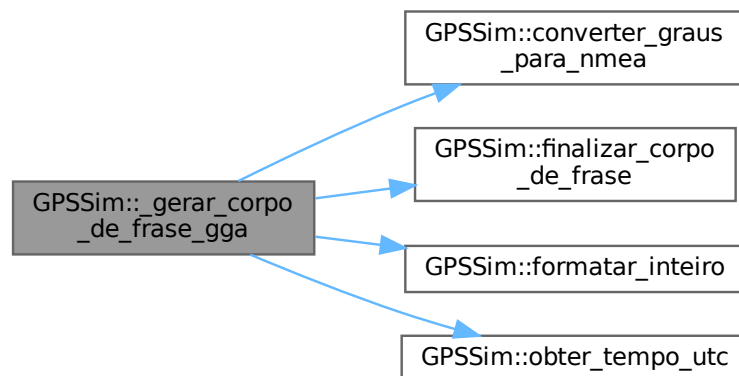 GPSSim::converter_graus
_para_nmea
GPSSim::finalizar_corpo
_de_frase
GPSSim::_gerar_corpo
_de_frase_gga
GPSSim::formatar_inteiro
GPSSim::obter_tempo_utc